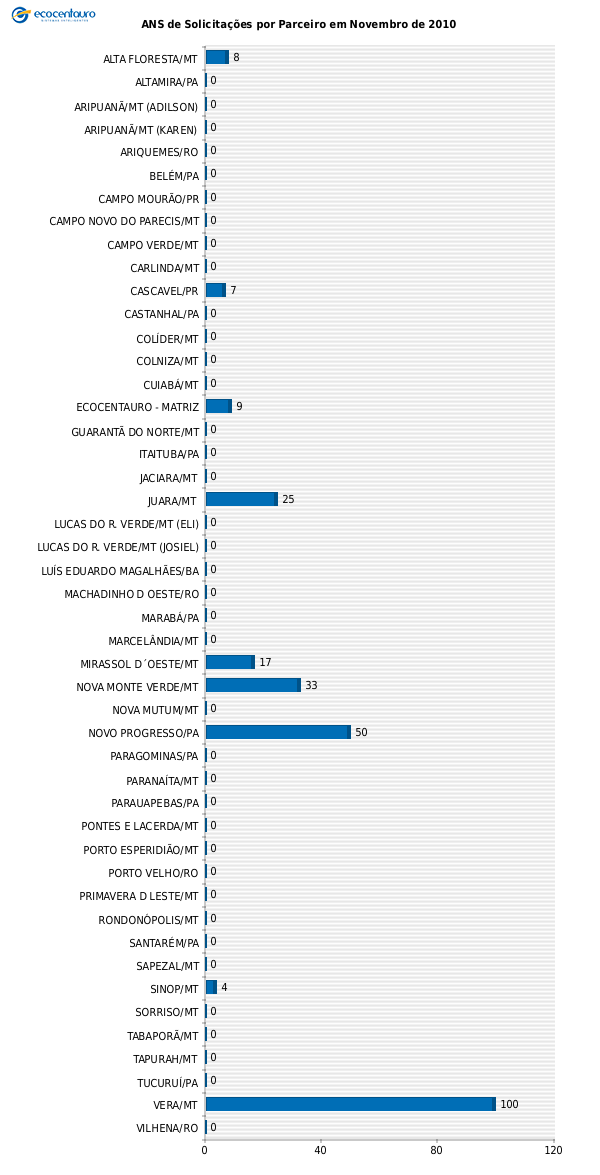 ecocentauro
ANS de Solicitações por Parceiro em Novembro de 2010
ALTA FLORESTA/MT 8
ALTAMIRA/PA 0
ARIPUANÃ/MT (ADILSON) 0
ARIPUANÃ/MT (KAREN) 0
ARIQUEMES/RO 0
BELÉM/PA 0
CAMPO MOURÃO/PR 0
CAMPO NOVO DO PARECIS/MT 0
CAMPO VERDE/MT 0
CARLINDA/MT 0
CASCAVEL/PR 7
CASTANHAL/PA 0
COLÍDER/MT 0
COLNIZA/MT 0
CUIABÁ/MT 0
ECOCENTAURO - MATRIZ 9
GUARANTÃ DO NORTE/MT 0
ITAITUBA/PA 0
JACIARA/MT 0
JUARA/MT 25
LUCAS DO R. VERDE/MT (ELI) 0
LUCAS DO R. VERDE/MT (JOSIEL) 0
LUÍS EDUARDO MAGALHÃES/BA 0
MACHADINHO D OESTE/RO 0
MARABÁ/PA 0
MARCELÂNDIA/MT 0
MIRASSOL D´OESTE/MT 17
NOVA MONTE VERDE/MT 33
NOVA MUTUM/MT 0
NOVO PROGRESSO/PA 50
PARAGOMINAS/PA 0
PARANAÍTA/MT 0
PARAUAPEBAS/PA 0
PONTES E LACERDA/MT 0
PORTO ESPERIDIÃO/MT 0
PORTO VELHO/RO 0
PRIMAVERA D LESTE/MT 0
RONDONÓPOLIS/MT 0
SANTARÉM/PA 0
SAPEZAL/MT 0
SINOP/MT 4
SORRISO/MT 0
TABAPORÃ/MT 0
TAPURAH/MT 0
TUCURUÍ/PA 0
VERA/MT 100
VILHENA/RO 0
0 40 80 120